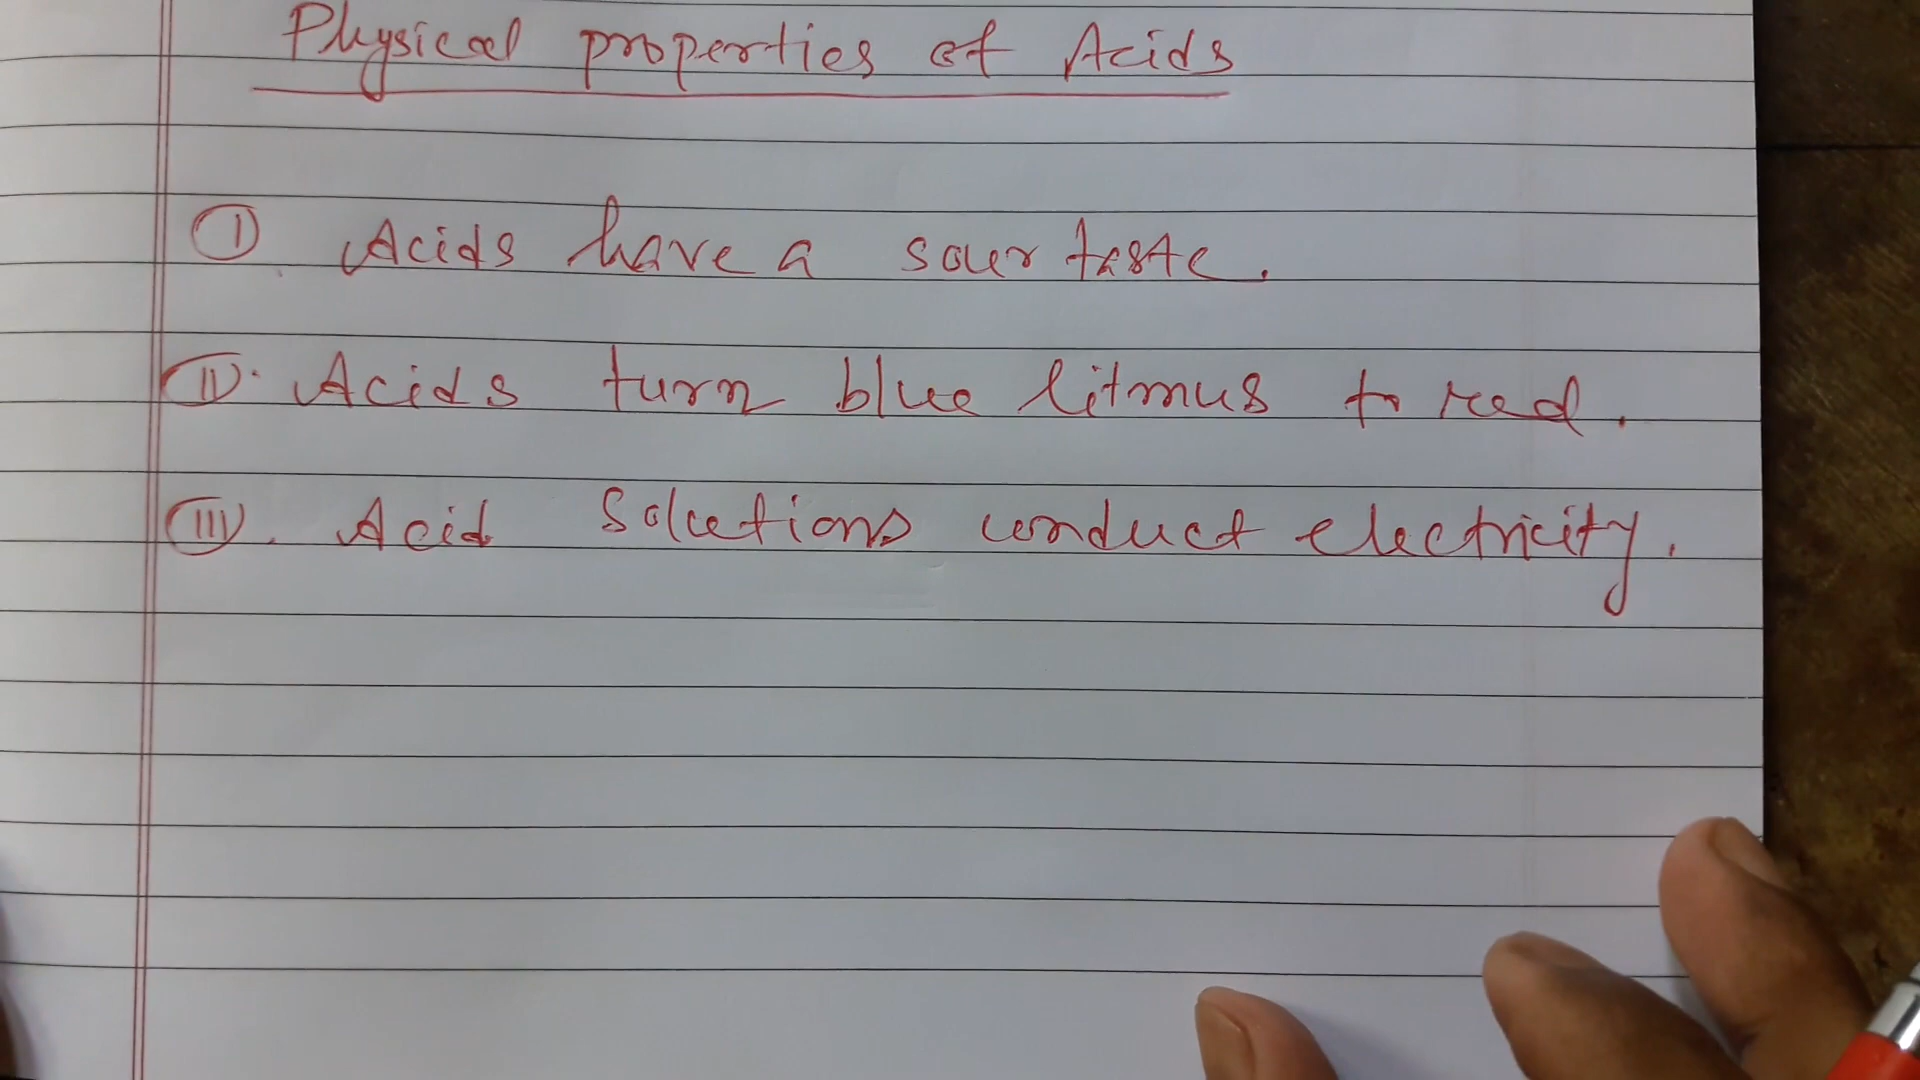 Physical properties of Acids
I Acids have a sour taste.
II. Acids turn blue litmus to red.
III. Acid Solutions conduct electricity.